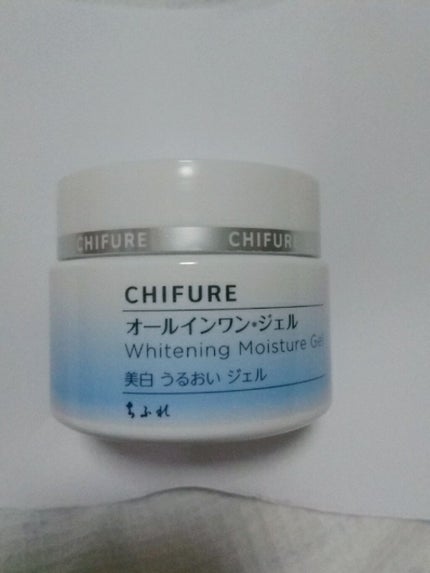 CHIFURE CHIFUR
CHIFURE
オールインワン・ジェル
Whitening Moisture Gel
美白 うるおい ジェル
ちふれ